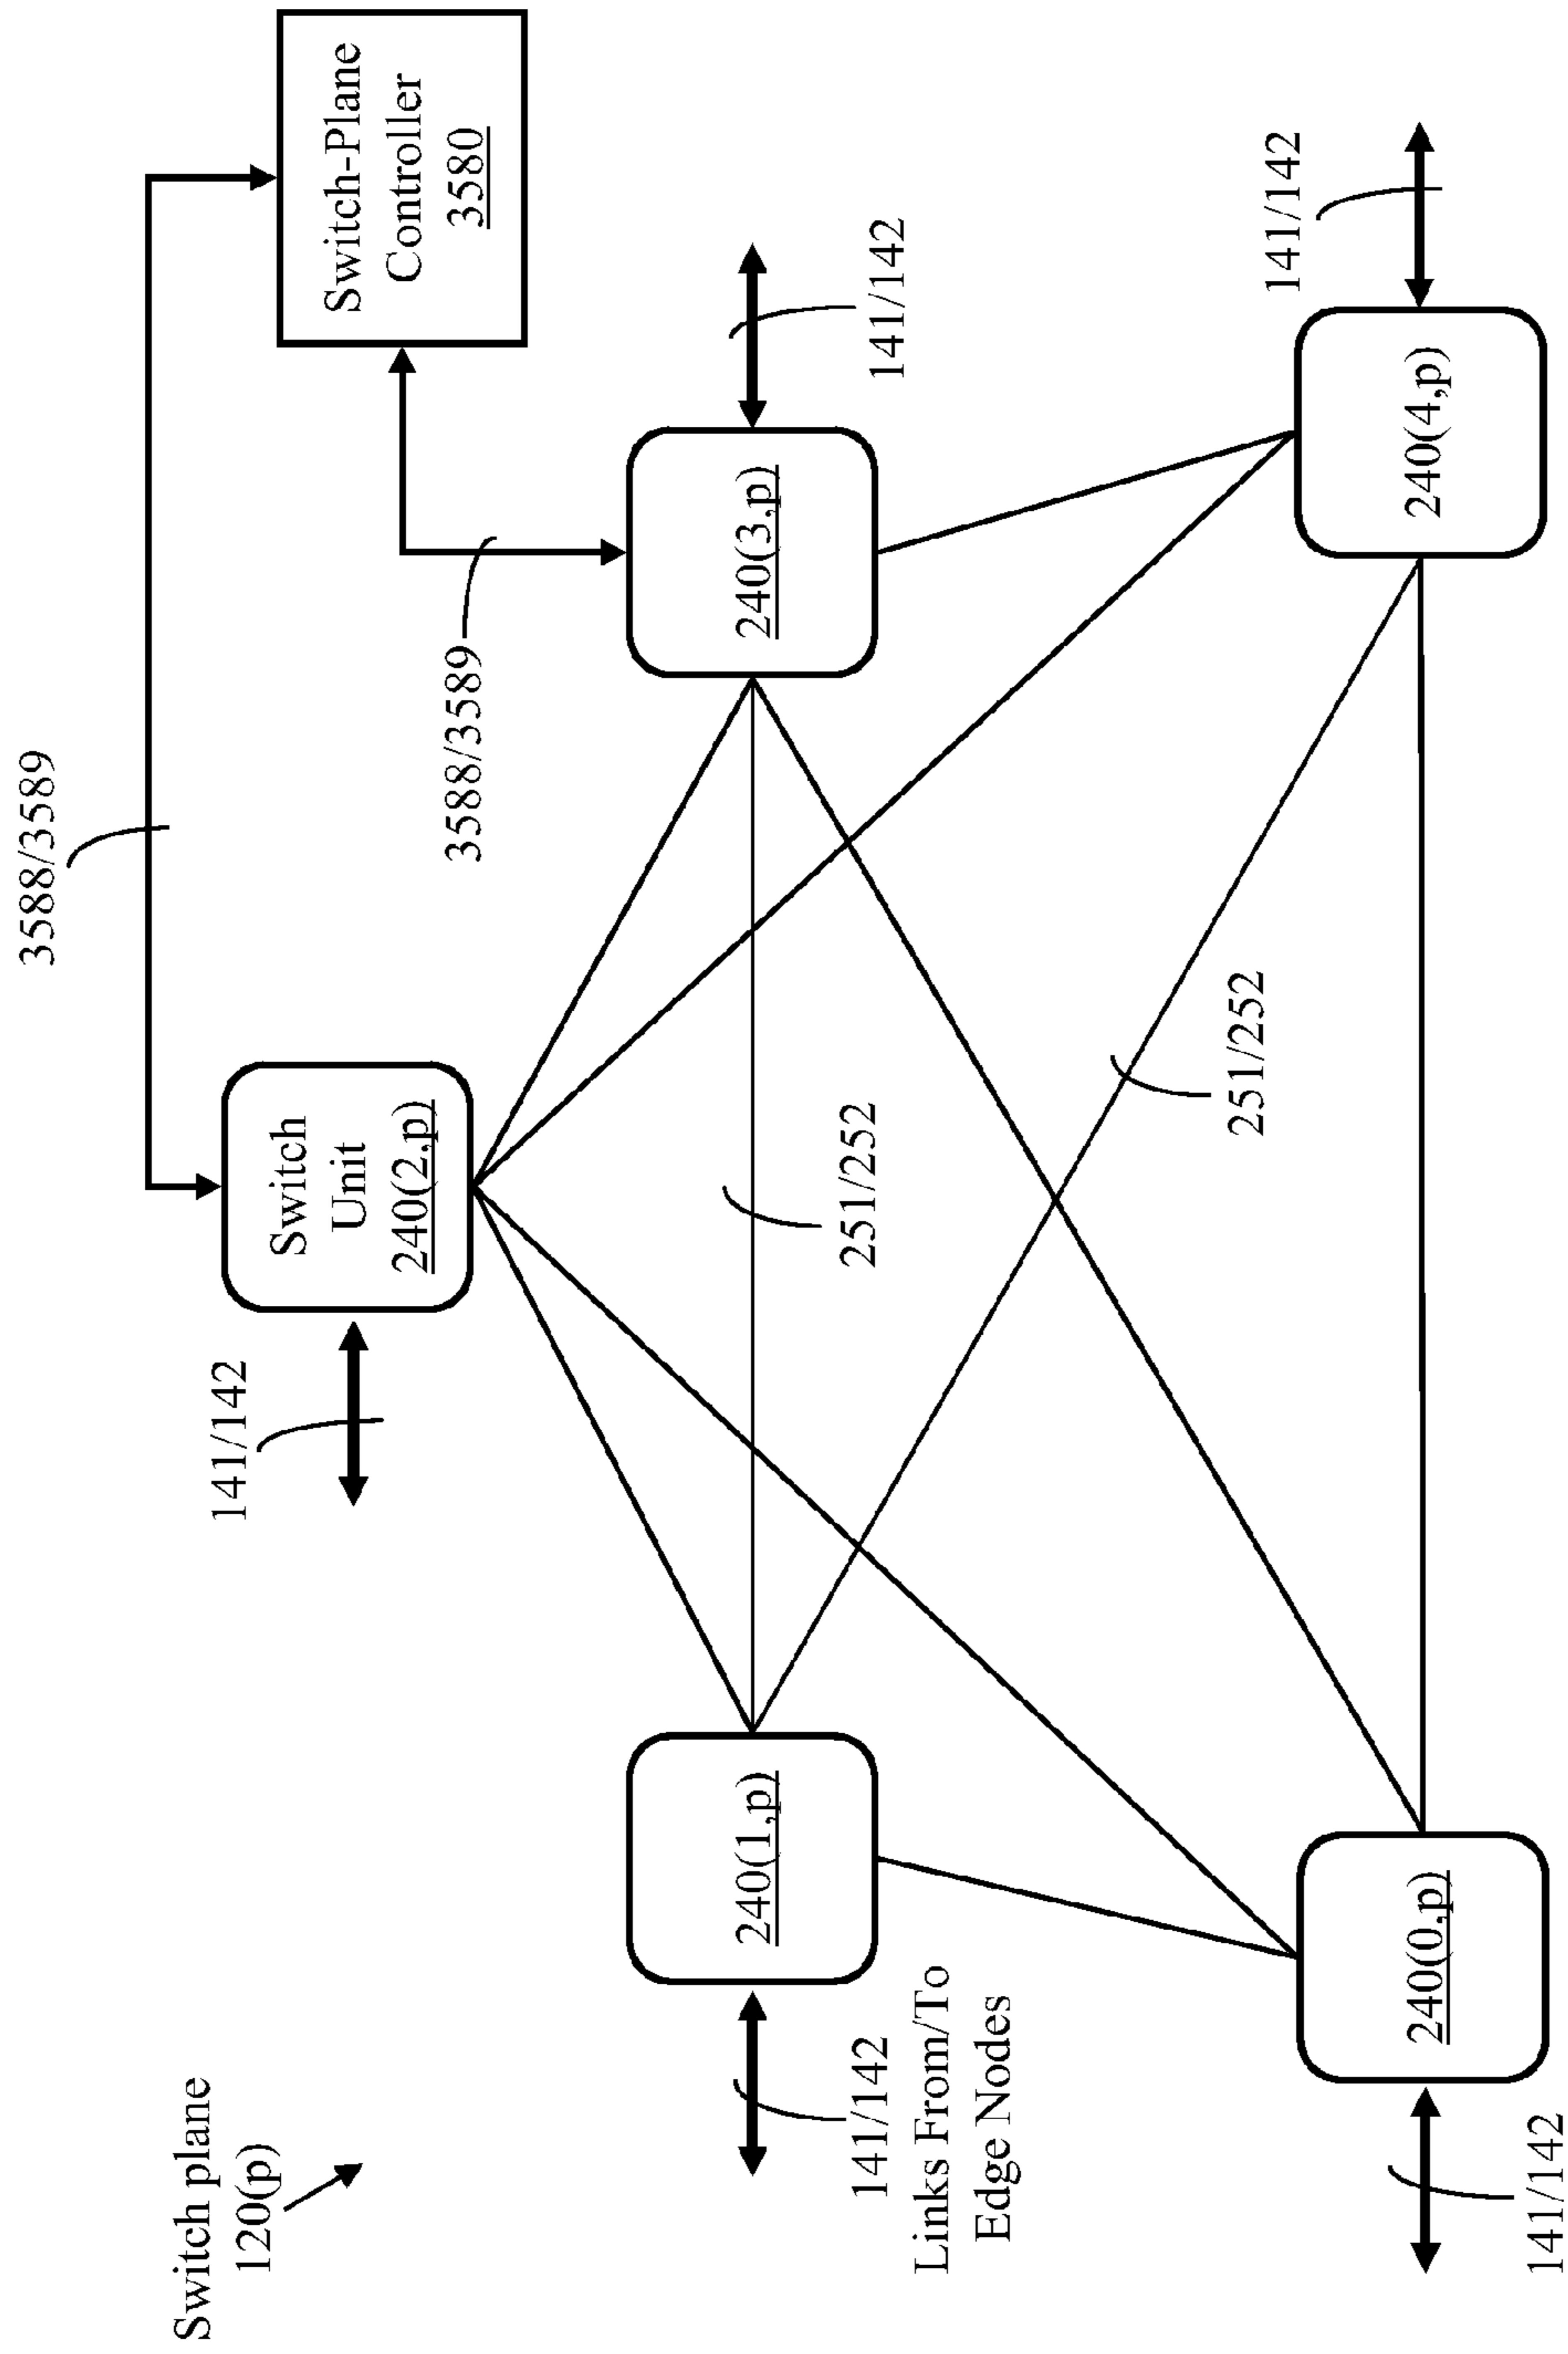 3588/3589
Switch plane
120(p)
141/142
Switch
Unit
240(2,p)
Switch-Plane
Controller
3580
3588/3589
240(1,p)
240(3,p)
141/142
Links From/To
Edge Nodes
251/252
141/142
251/252
141/142
240(0,p)
240(4,p)
141/142